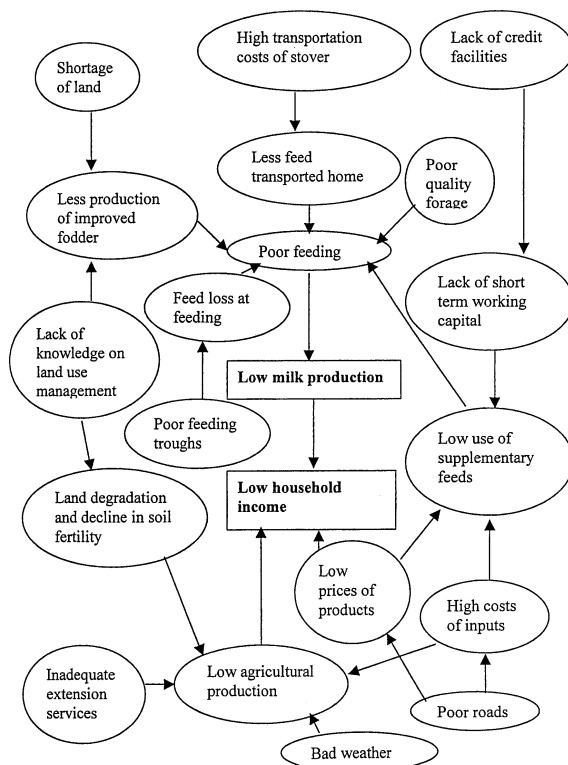 High transportation
costs of stover
Lack of credit
facilities
Shortage
of land
Less feed
transported home
Poor
quality
forage
Less production
of improved
fodder
Poor feeding
Lack of short
term working
capital
Feed loss at
feeding
Lack of
knowledge on
land use
management
Low milk production
Poor feeding
troughs
Low use of
supplementary
feeds
Low household
income
Land degradation
and decline in soil
fertility
Low
prices of
products
High costs
of inputs
Inadequate
extension
services
Low agricultural
production
Poor roads
Bad weather